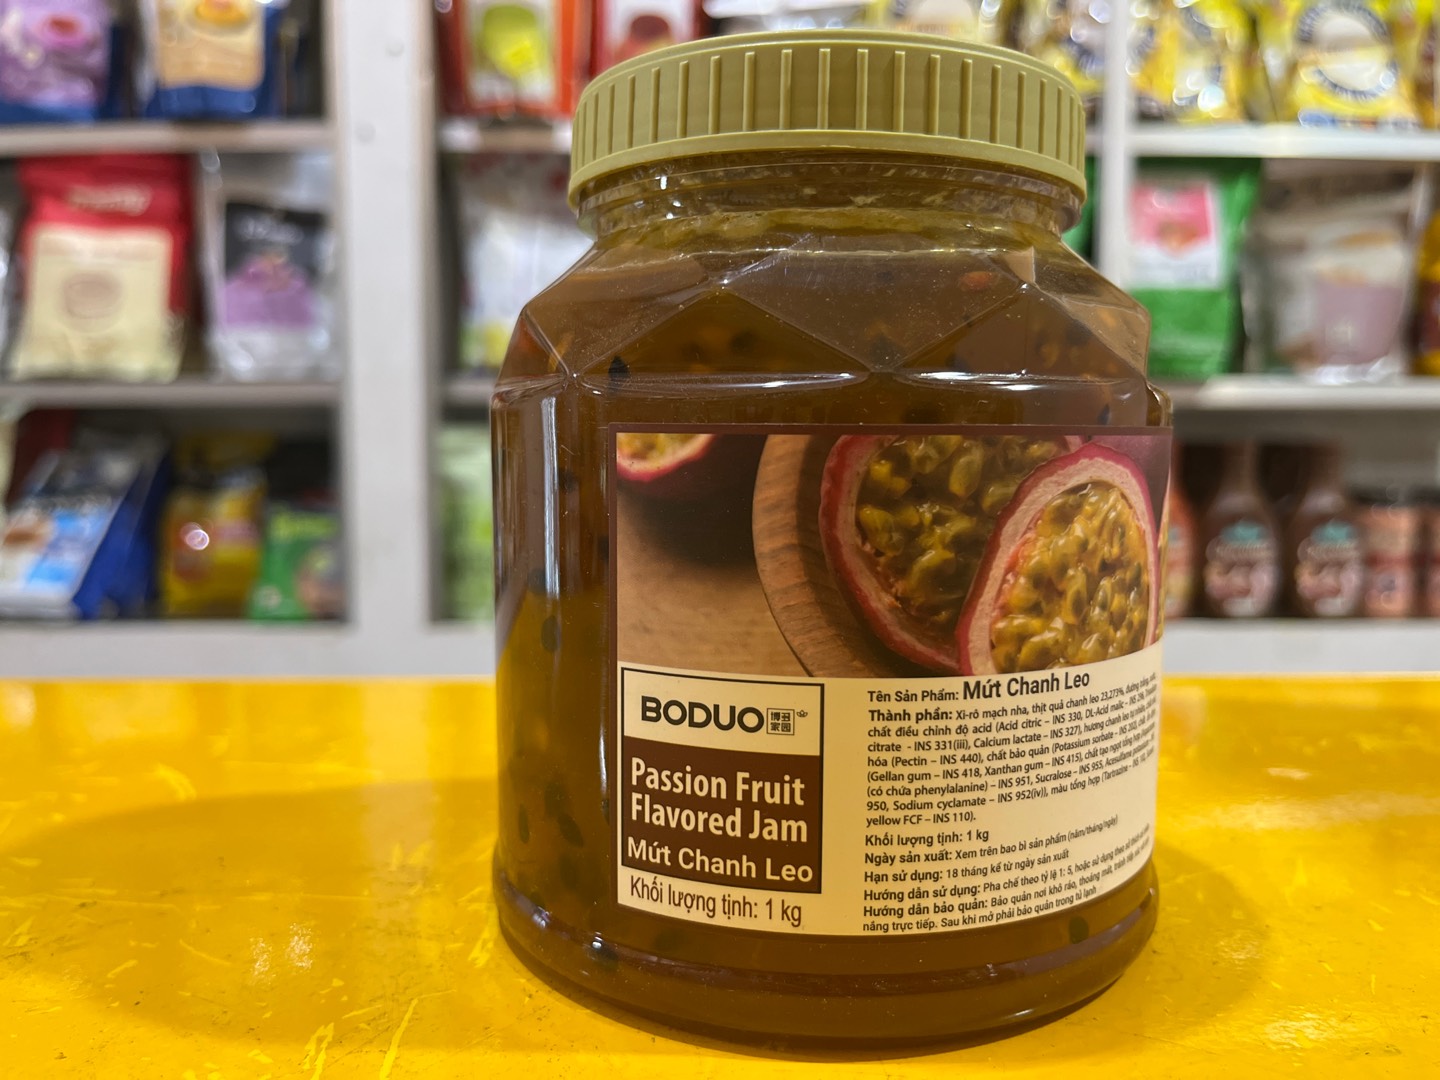 BODUO 博多家园
Passion Fruit
Flavored Jam
Mứt Chanh Leo
Khối lượng tịnh: 1 kg
Tên Sản Phẩm: Mứt Chanh Leo
Thành phần: Xi-rô mạch nha, thịt quả chanh leo 23,273%, đường trắng, nước,
chất điều chỉnh độ acid (Acid citric – INS 330, DL-Acid malic - INS 296,
citrate - INS 331(iii), Calcium lactate – INS 327), hương chanh leo tự nhiên,
hóa (Pectin – INS 440), chất bảo quản (Potassium sorbate – INS 202), chất
(Gellan gum – INS 418, Xanthan gum – INS 415), chất tạo ngọt tổng hợp
(có chứa phenylalanine) – INS 951, Sucralose – INS 955, Acesulfame potassium
950, Sodium cyclamate – INS 952(iv)), màu tổng hợp (Tartrazine – INS 102,
yellow FCF – INS 110).
Khối lượng tịnh: 1 kg
Ngày sản xuất: Xem trên bao bì sản phẩm (năm/tháng/ngày)
Hạn sử dụng: 18 tháng kể từ ngày sản xuất
Hướng dẫn sử dụng: Pha chế theo tỷ lệ 1: 5, hoặc sử dụng theo
Hướng dẫn bảo quản: Bảo quản nơi khô ráo, thoáng mát, tránh tiếp xúc
nắng trực tiếp. Sau khi mở phải bảo quản trong tủ lạnh